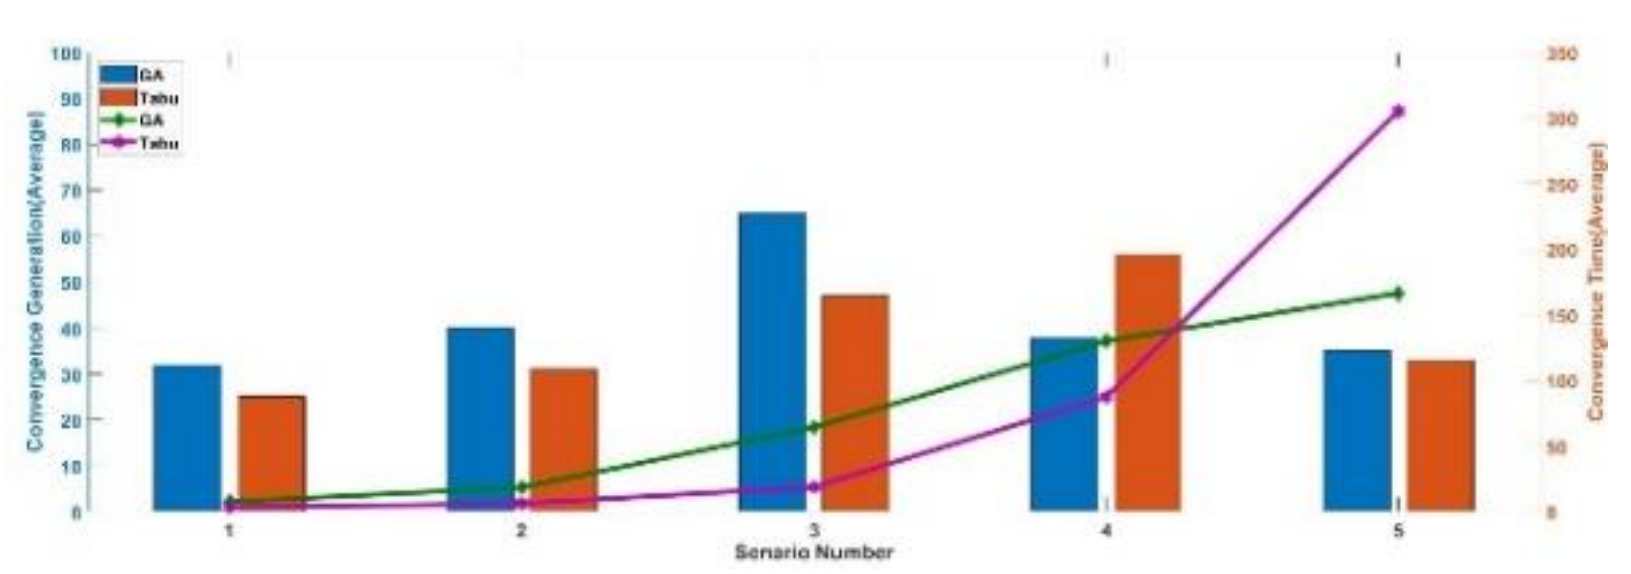 100
90
80
70
60
50
40
30
20
10
0
Convergence Generation(Average)
GA
Tabu
GA
Tabu
350
300
250
200
150
100
50
0
Convergence Time(Average)
1 2 3 4 5
Senario Number